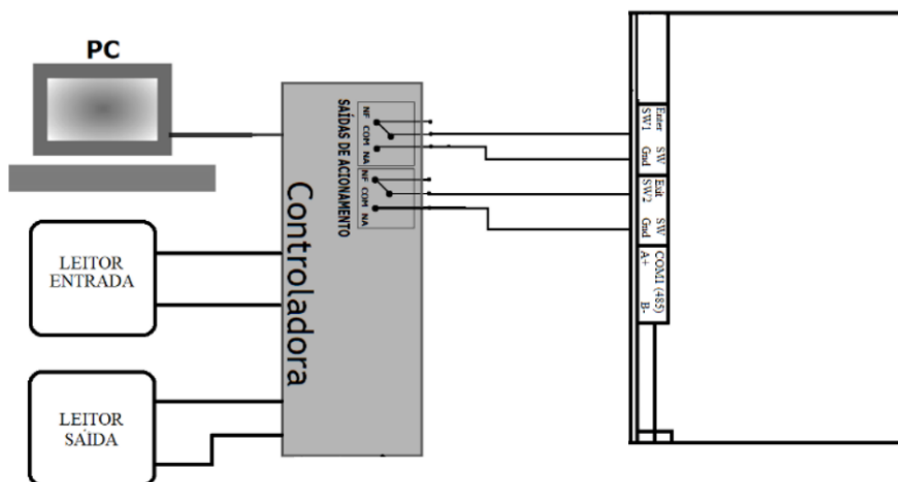 PC
LEITOR
ENTRADA
LEITOR
SAÍDA
Controladora
SAÍDAS DE ACIONAMENTO
NF COM NA
NF COM NA
Enter SW
SW1 Gnd
Exit SW
SW2 Gnd
COM1 (485)
A+ B-